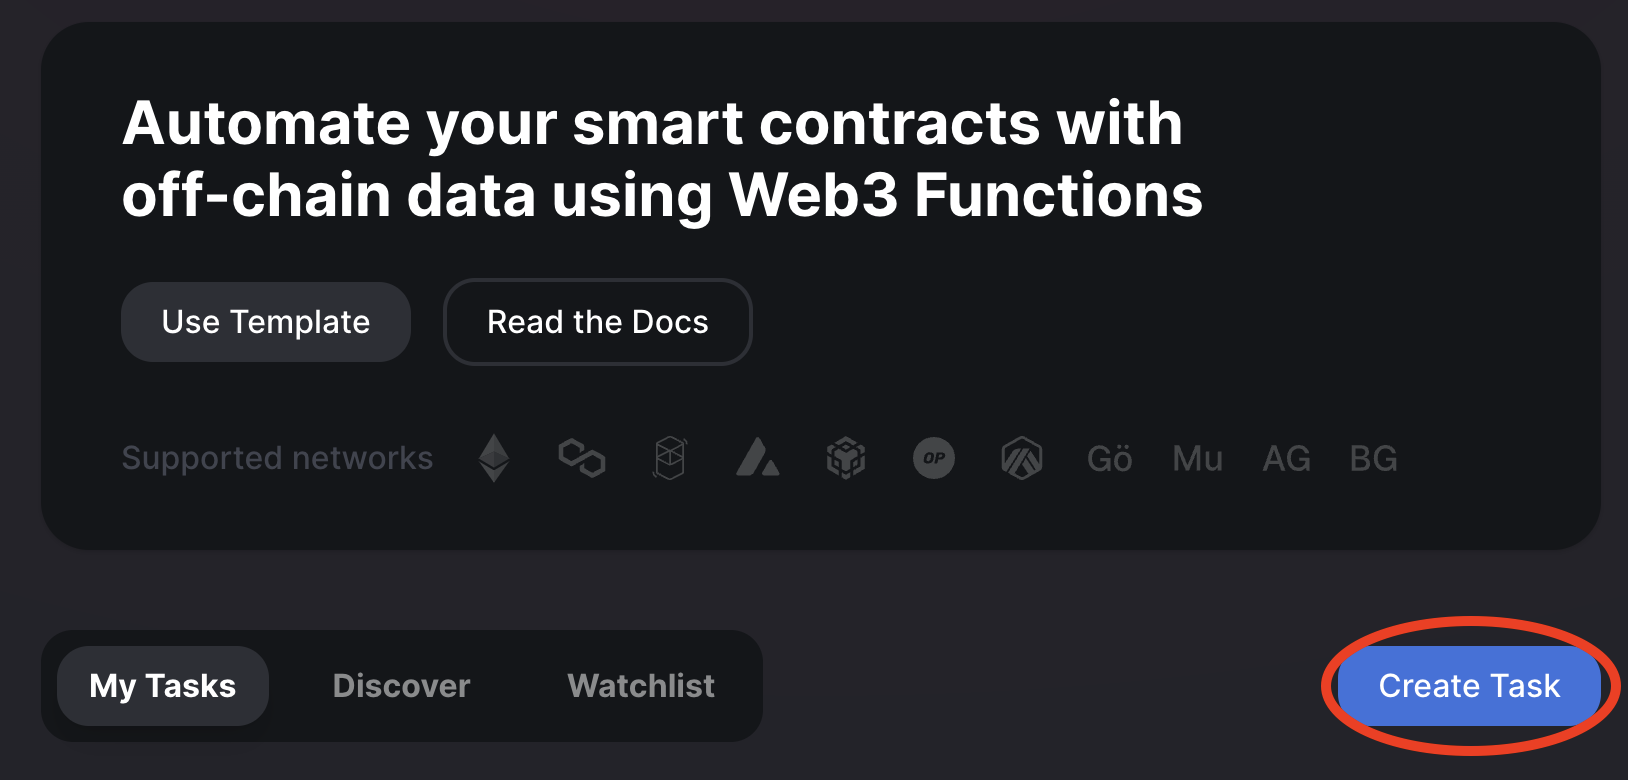 Automate your smart contracts with
off-chain data using Web3 Functions
Use Template
Read the Docs
Supported networks OP Gö Mu AG BG
My Tasks Discover Watchlist
Create Task